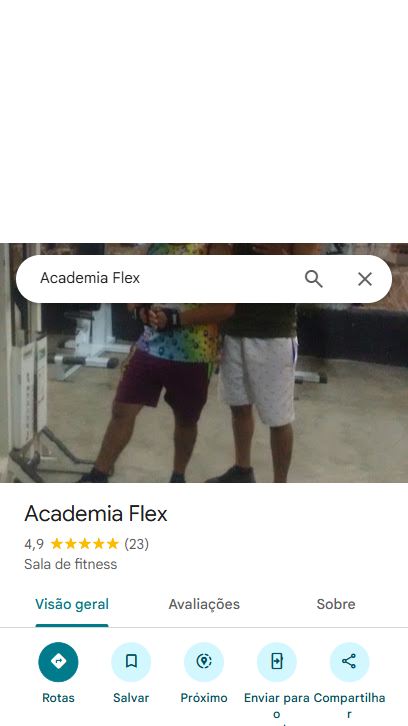 Academia Flex
Academia Flex
4,9 (23)
Sala de fitness
Visão geral Avaliações Sobre
Rotas Salvar Próximo Enviar para o Compartilhar